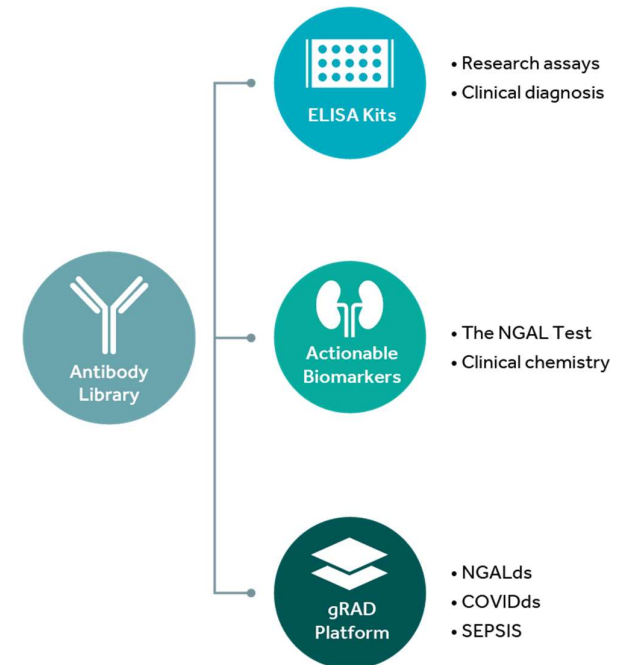 ELISA Kits
• Research assays
• Clinical diagnosis
Antibody
Library
Actionable
Biomarkers
• The NGAL Test
• Clinical chemistry
gRAD
Platform
• NGALds
• COVIDds
• SEPSIS